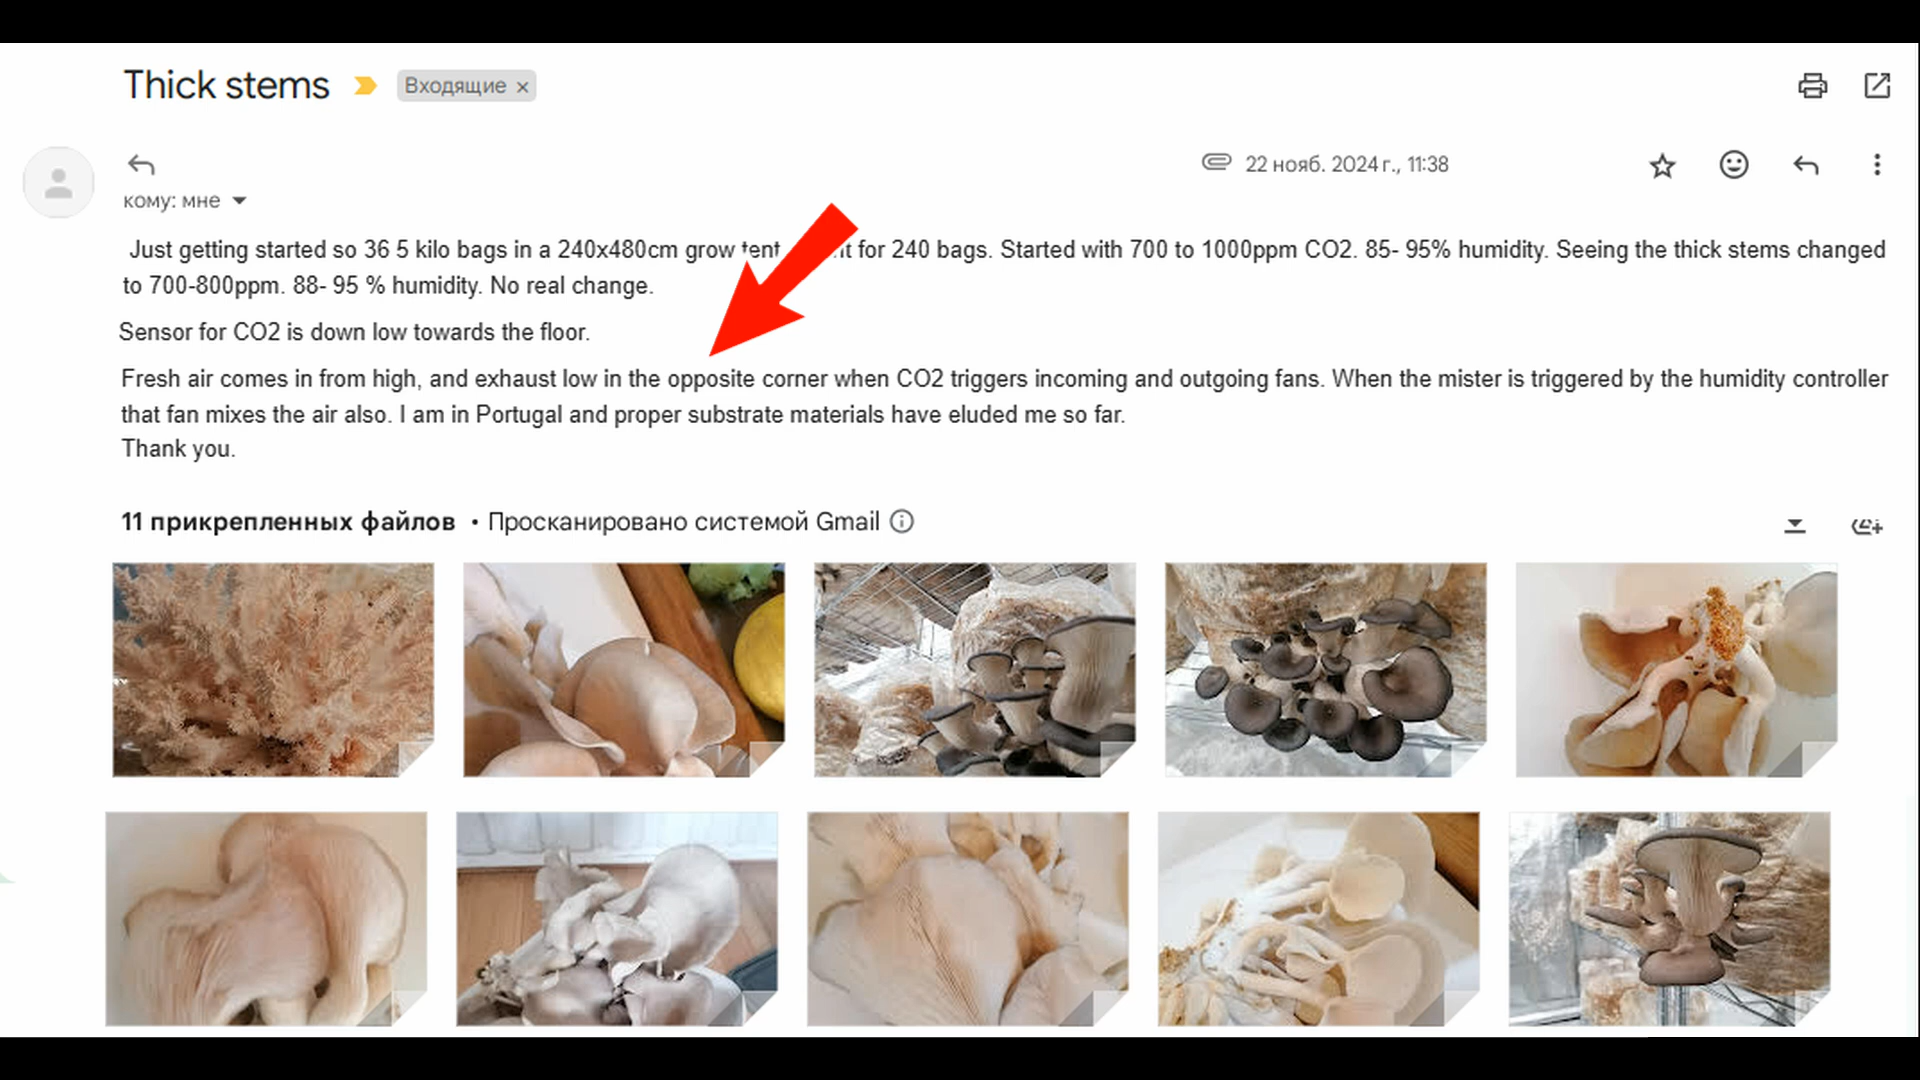 Thick stems
Входящие ×
22 нояб. 2024 г., 11:38
кому: мне
Just getting started so 36 5 kilo bags in a 240x480cm grow tent for 240 bags. Started with 700 to 1000ppm CO2. 85- 95% humidity. Seeing the thick stems changed
to 700-800ppm. 88- 95 % humidity. No real change.
Sensor for CO2 is down low towards the floor.
Fresh air comes in from high, and exhaust low in the opposite corner when CO2 triggers incoming and outgoing fans. When the mister is triggered by the humidity controller
that fan mixes the air also. I am in Portugal and proper substrate materials have eluded me so far.
Thank you.
11 прикрепленных файлов • Просканировано системой Gmail